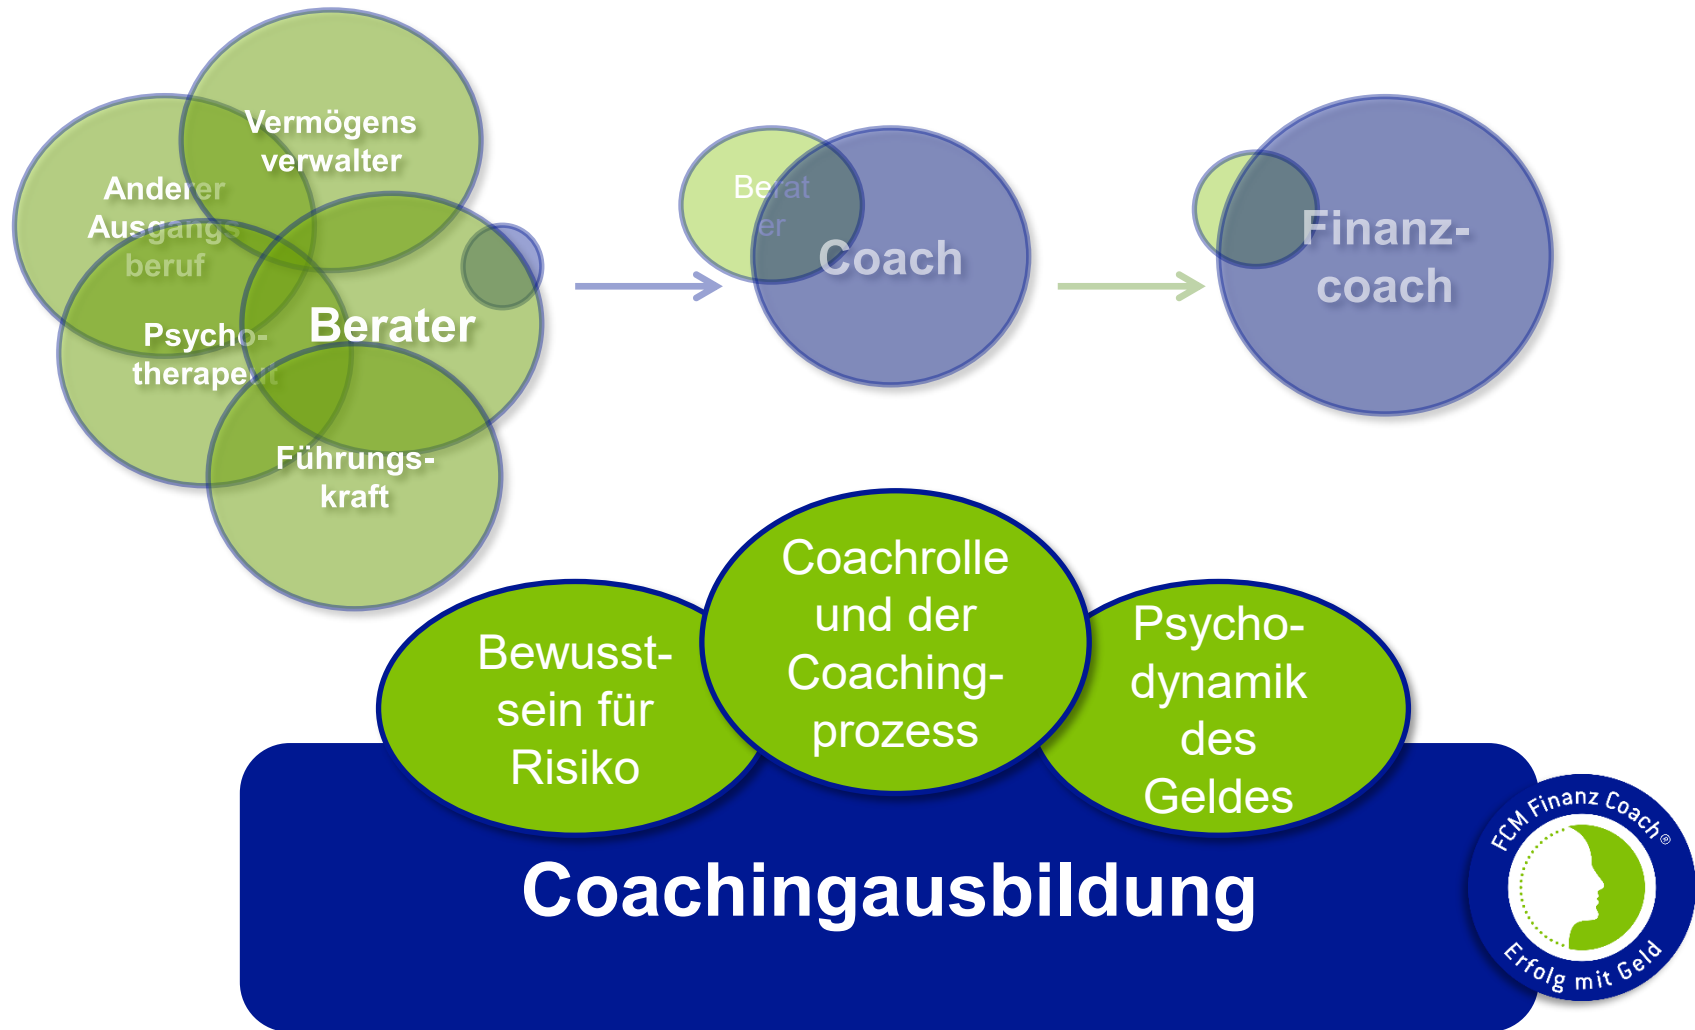 Vermögens
verwalter
Anderer
Ausgangs
beruf
Psycho-
therapeut
Berater
Führungs-
kraft
Berat
er
Coach
Finanz-
coach
Bewusst-
sein für
Risiko
Coachrolle
und der
Coaching-
prozess
Psycho-
dynamik
des
Geldes
Coachingausbildung
FCM Finanz Coach®
Erfolg mit Geld